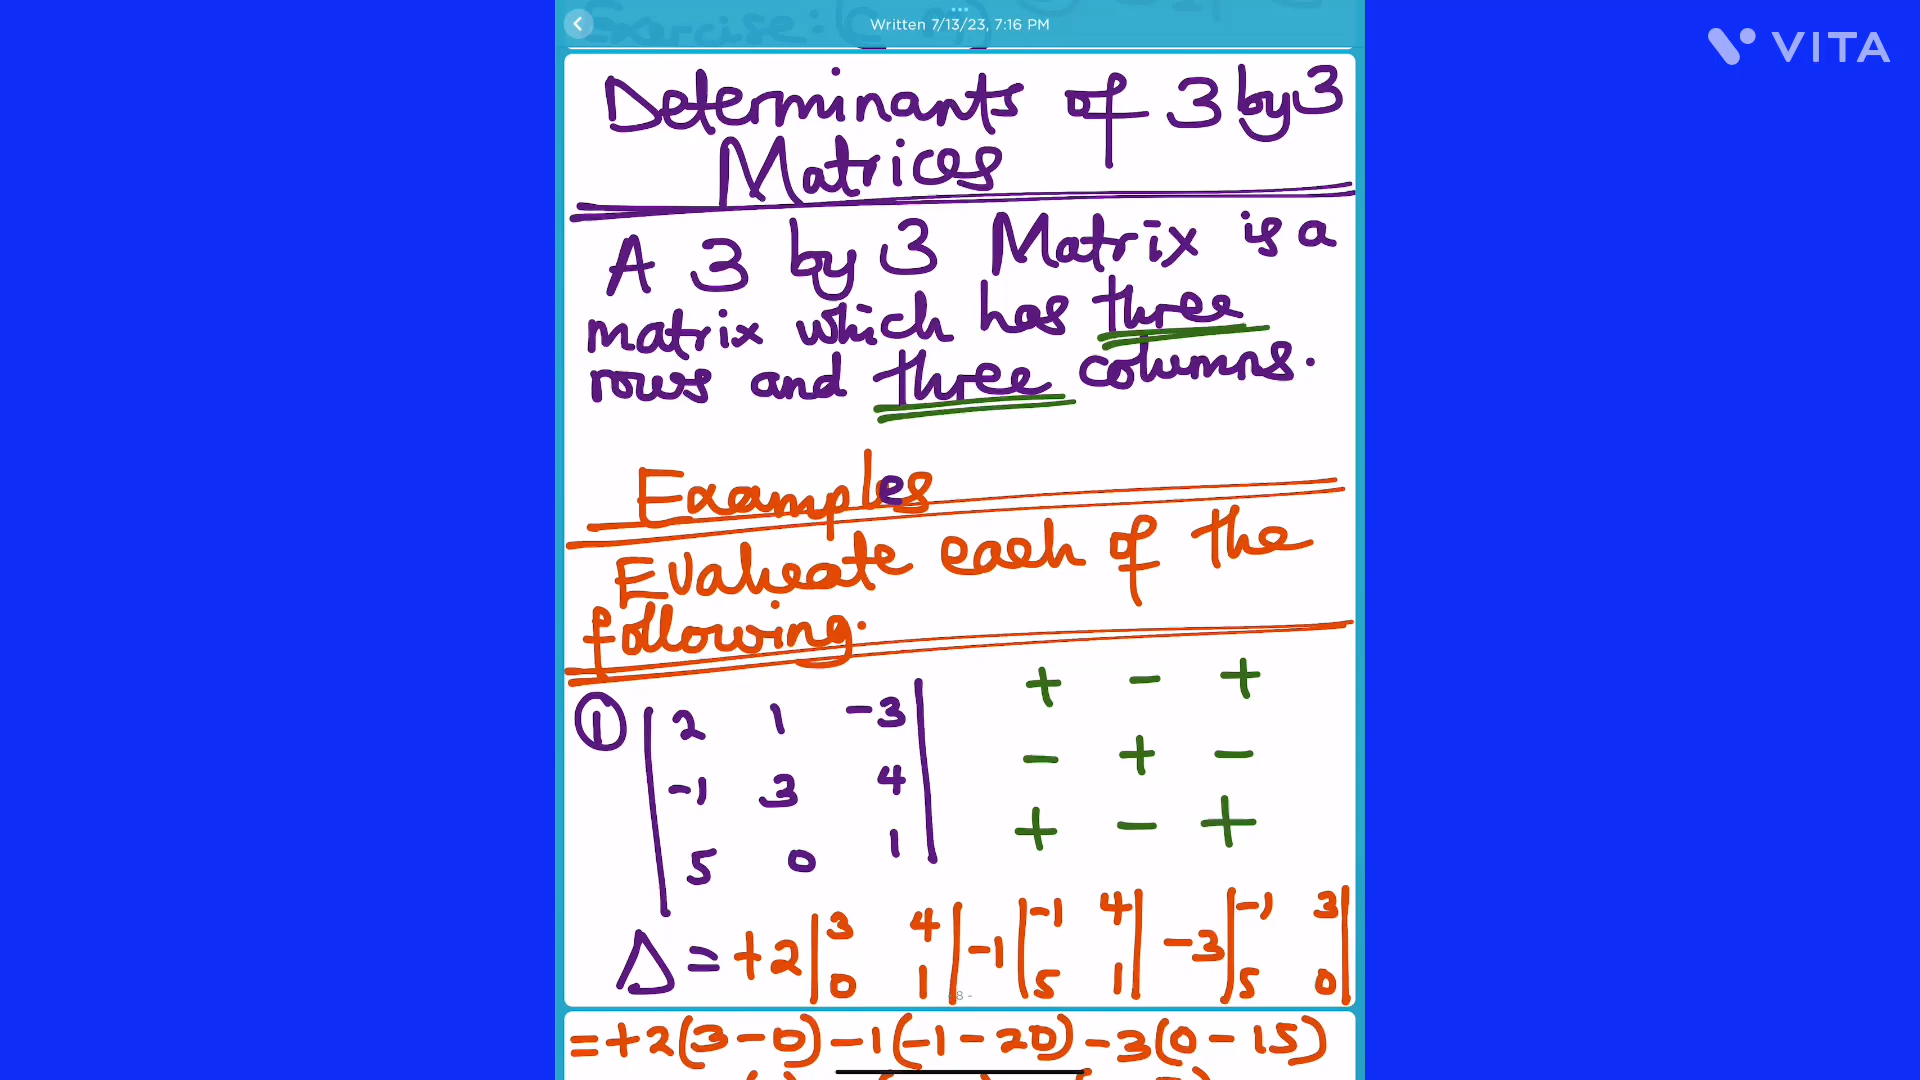 Exercise:
Written 7/13/23, 7:16 PM
VITA
Determinants of 3 by 3
Matrices
A 3 by 3 Matrix is a
matrix which has three
rows and three columns.
Examples
Evaluate each of the
following.
① | 2 1 -3 | + - +
| -1 3 4 | - + -
| 5 0 1 | + - +
Δ = +2 | 3 4 | -1 | -1 4 | -3 | -1 3 |
| 0 1 | | 5 1 | | 5 0 |
8 -
= +2(3 - 0) - 1(-1 - 20) - 3(0 - 15)